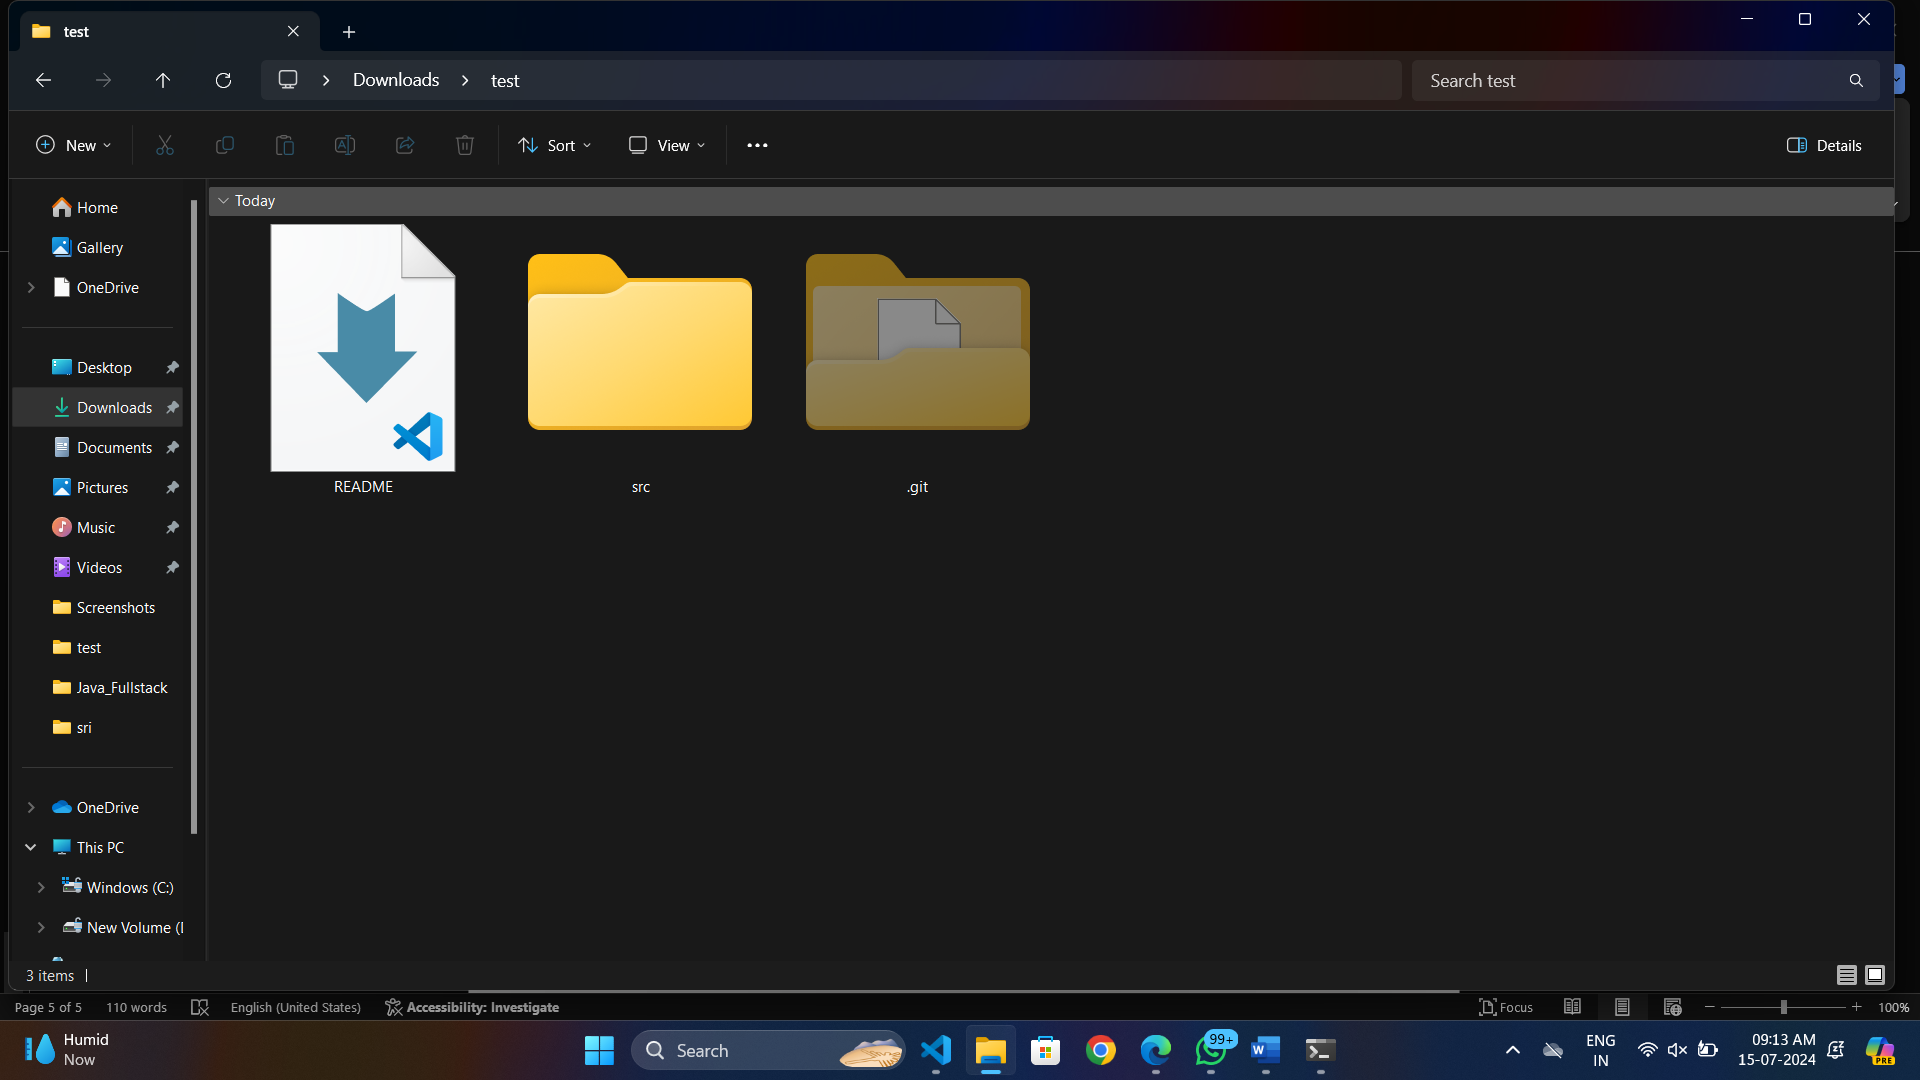 test
Downloads
test
Search test
New
Sort
View
Details
Home
Gallery
OneDrive
Desktop
Downloads
Documents
Pictures
Music
Videos
Screenshots
test
Java_Fullstack
sri
OneDrive
This PC
Windows (C:)
New Volume (
Today
README
src
.git
3 items
Page 5 of 5
110 words
English (United States)
Accessibility: Investigate
Focus
100%
Humid
Now
Search
99+
ENG
IN
09:13 AM
15-07-2024
PRE